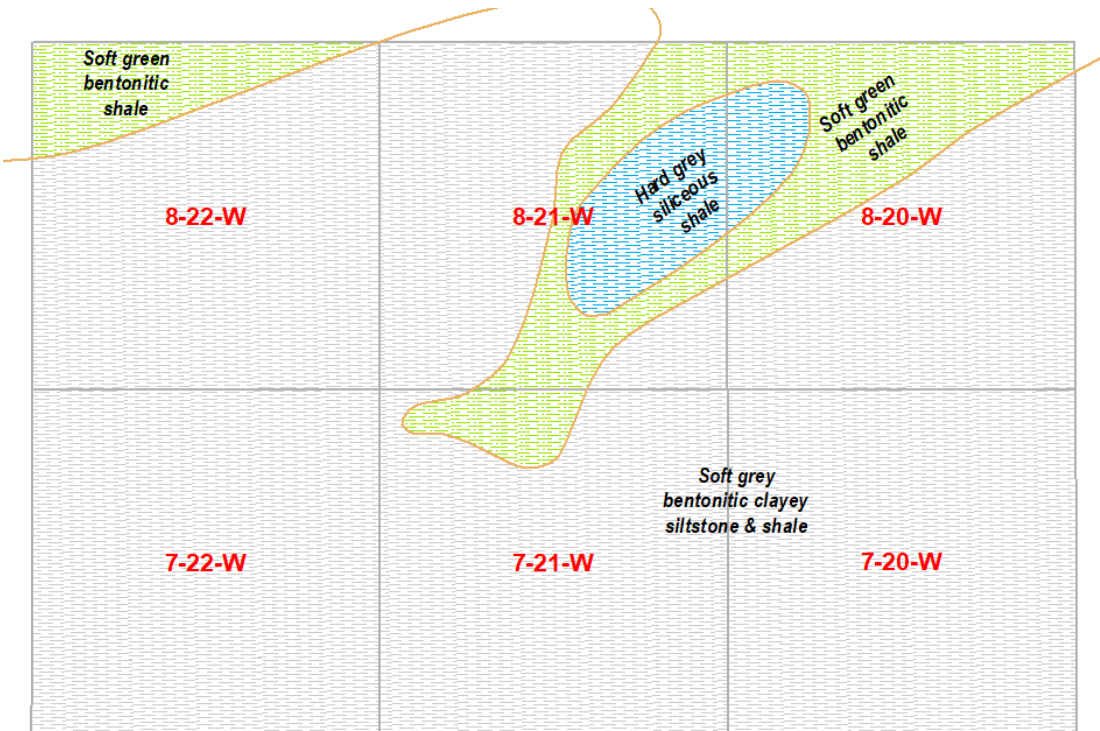 Soft green
bentonitic
shale
Soft green
bentonitic
shale
Hard grey
siliceous
shale
8-22-W
8-21-W
8-20-W
Soft grey
bentonitic clayey
siltstone & shale
7-22-W
7-21-W
7-20-W